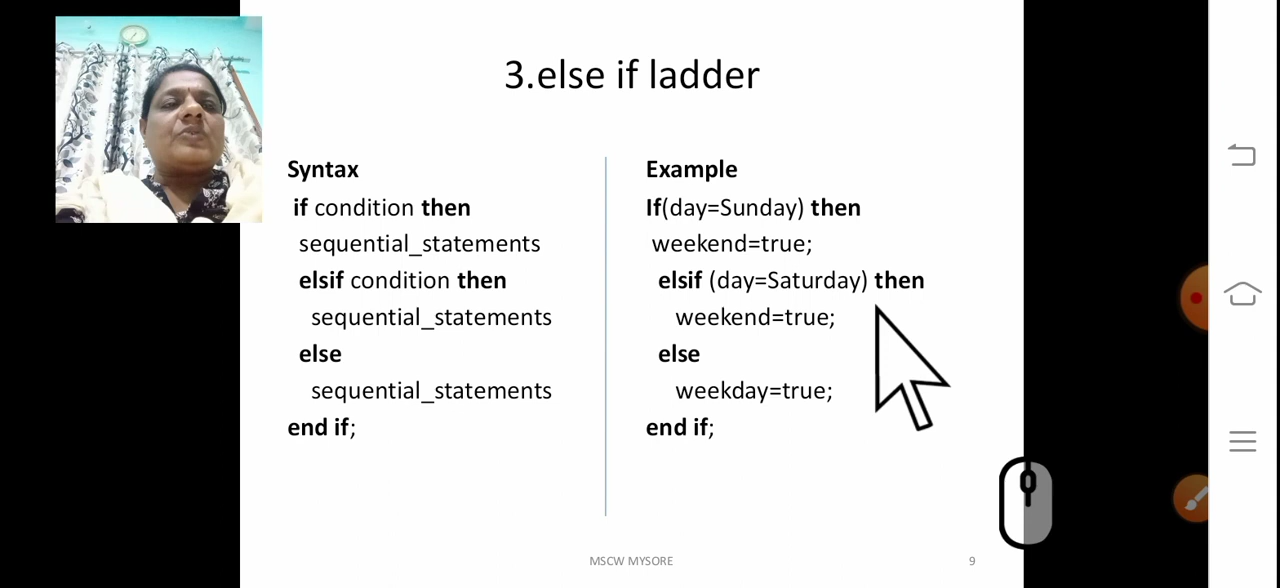 3.else if ladder
Syntax
if condition then
sequential_statements
elsif condition then
sequential_statements
else
sequential_statements
end if;
Example
If(day=Sunday) then
weekend=true;
elsif (day=Saturday) then
weekend=true;
else
weekday=true;
end if;
MSCW MYSORE
9